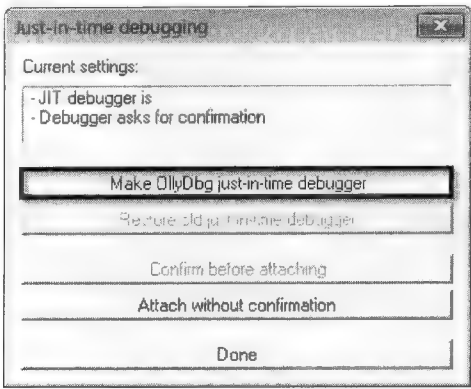 Just-in-time debugging
Current settings:
- JIT debugger is
- Debugger asks for confirmation
Make OllyDbg just-in-time debugger
Restore old just-in-time debugger
Confirm before attaching
Attach without confirmation
Done